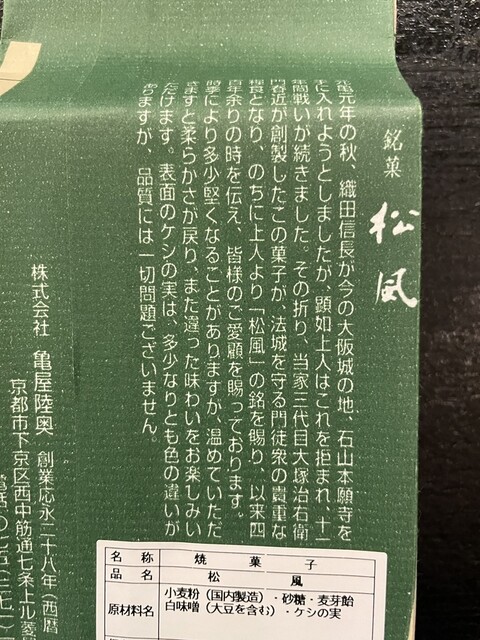 銘菓 松風
元亀元年の秋、織田信長が今の大阪城の地、石山本願寺を
手に入れようとしましたが、顕如上人はこれを拒まれ、十一
年間戦いが続きました。その折り、当家三代目大塚治右衛
門春近が創製したこの菓子が、法城を守る門徒衆の貴重な
糧食となり、のちに上人より「松風」の銘を賜り、以来四
百年余りの時を伝え、皆様のご愛顧を賜っております。
時季により多少堅くなることがありますが、温めていただ
きますと柔らかさが戻り、また違った味わいをお楽しみい
ただけます。表面のケシの実は、多少なりとも色の違いが
ありますが、品質には一切問題ございません。
株式会社 亀屋陸奥 創業応永二十八年(西暦
京都市下京区西中筋通七条上ル菱
電話〇七五
名称 焼菓子
品名 松風
原材料名 小麦粉(国内製造)・砂糖・麦芽飴
白味噌(大豆を含む)・ケシの実